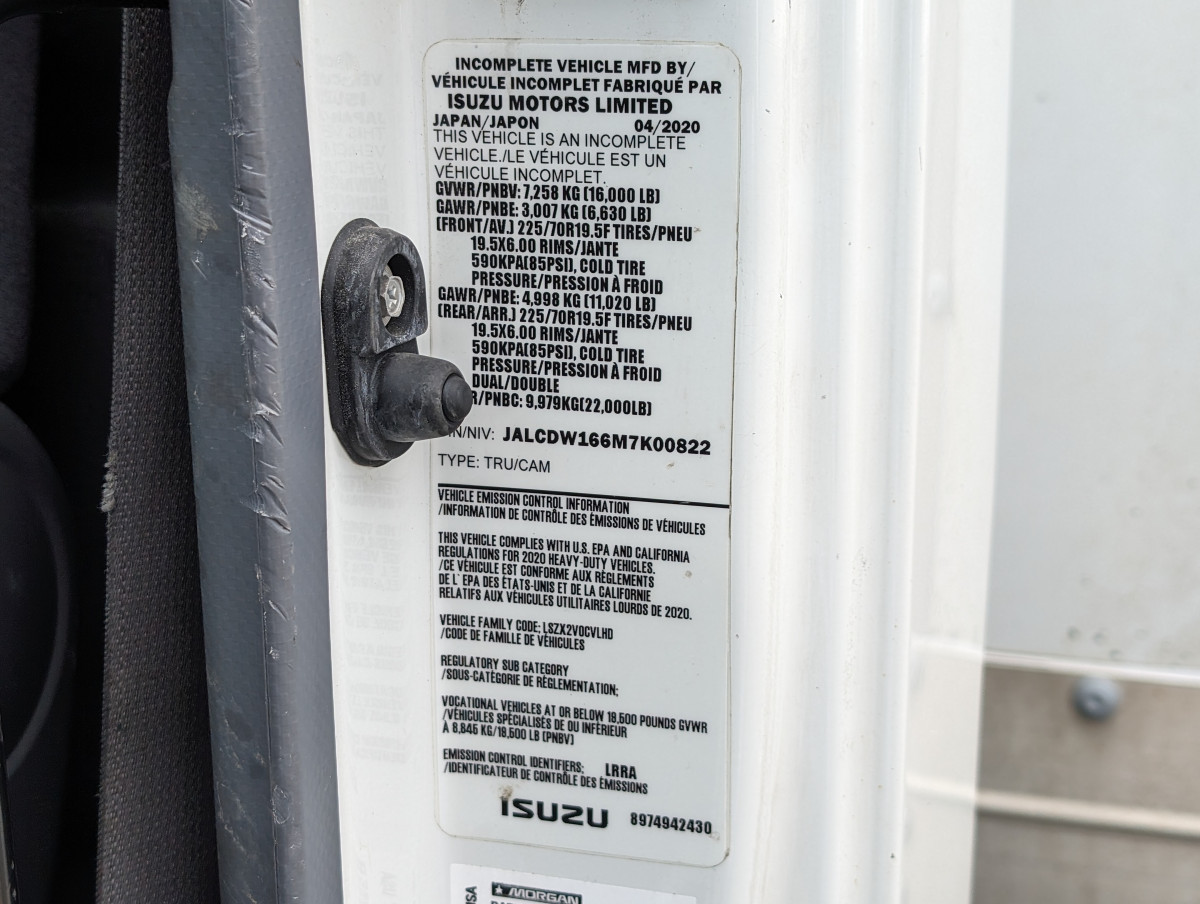 INCOMPLETE VEHICLE MFD BY/
VÉHICULE INCOMPLET FABRIQUÉ PAR
ISUZU MOTORS LIMITED
JAPAN/JAPON 04/2020
THIS VEHICLE IS AN INCOMPLETE
VEHICLE./LE VÉHICULE EST UN
VÉHICULE INCOMPLET.
GVWR/PNBV: 7,258 KG (16,000 LB)
GAWR/PNBE: 3,007 KG (6,630 LB)
(FRONT/AV.) 225/70R19.5F TIRES/PNEU
19.5X6.00 RIMS/JANTE
590KPA(85PSI), COLD TIRE
PRESSURE/PRESSION À FROID
GAWR/PNBE: 4,998 KG (11,020 LB)
(REAR/ARR.) 225/70R19.5F TIRES/PNEU
19.5X6.00 RIMS/JANTE
590KPA(85PSI), COLD TIRE
PRESSURE/PRESSION À FROID
DUAL/DOUBLE
R/PNBC: 9,979KG(22,000LB)
IN/NIV: JALCDW166M7K00822
TYPE: TRU/CAM
VEHICLE EMISSION CONTROL INFORMATION
/INFORMATION DE CONTRÔLE DES ÉMISSIONS DE VÉHICULES
THIS VEHICLE COMPLIES WITH U.S. EPA AND CALIFORNIA
REGULATIONS FOR 2020 HEAVY-DUTY VEHICLES.
/CE VÉHICULE EST CONFORME AUX RÈGLEMENTS
DE L' EPA DES ÉTATS-UNIS ET DE LA CALIFORNIE
RELATIFS AUX VÉHICULES UTILITAIRES LOURDS DE 2020.
VEHICLE FAMILY CODE: LSZX2VOCVLHD
/CODE DE FAMILLE DE VÉHICULES
REGULATORY SUB CATEGORY
/SOUS-CATÉGORIE DE RÉGLEMENTATION:
VOCATIONAL VEHICLES AT OR BELOW 19,500 POUNDS GVWR
/VÉHICULES SPÉCIALISÉS DE OU INFÉRIEUR
À 8,845 KG/19,500 LB (PNBV)
EMISSION CONTROL IDENTIFIERS: LRRA
/IDENTIFICATEUR DE CONTRÔLE DES ÉMISSIONS
ISUZU 8974942430
MORGAN